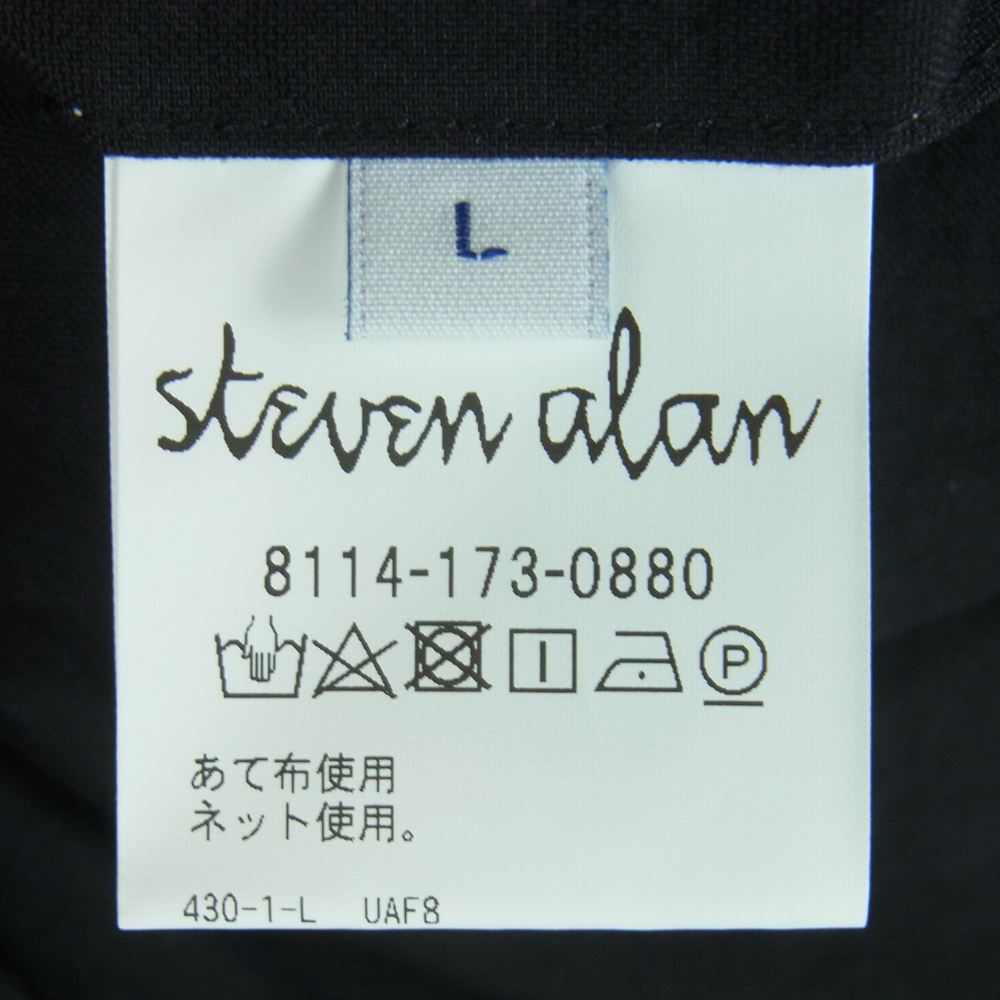 L
steven alan
8114-173-0880
P
あて布使用
ネット使用。
430-1-L UAF8